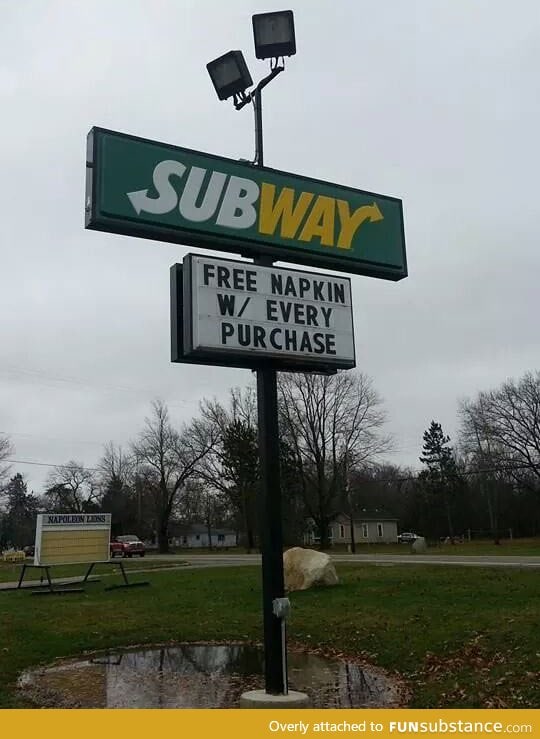 SUBWAY
FREE NAPKIN
W/ EVERY
PURCHASE
NAPOLEON LIONS
Overly attached to FUNsubstance.com